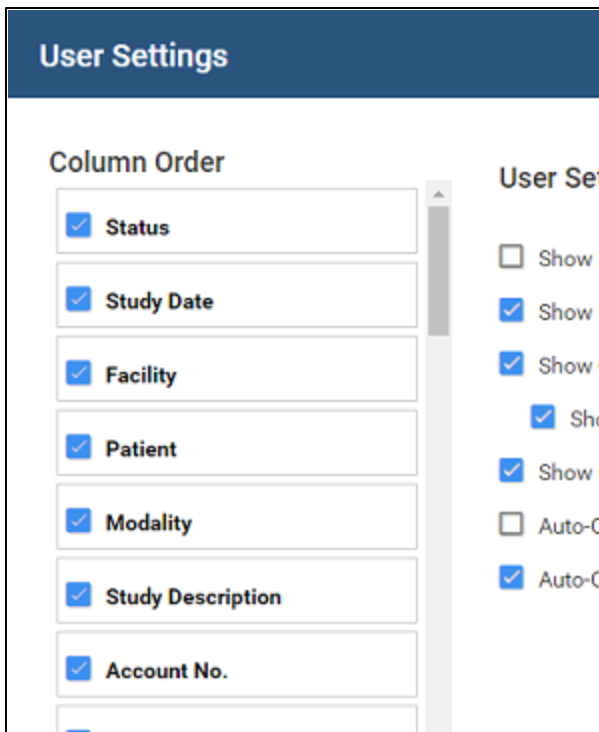 User Settings
Column Order
Status
Study Date
Facility
Patient
Modality
Study Description
Account No.
User Se
Show
Show
Show
Sho
Show
Auto-
Auto-